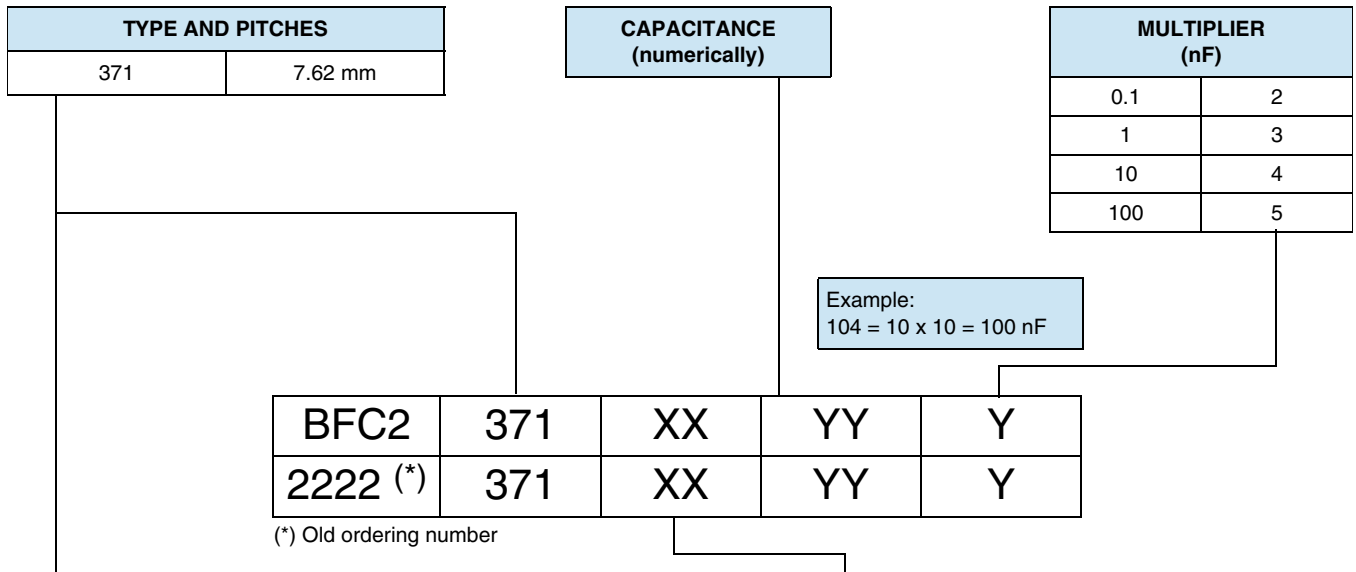 TYPE AND PITCHES
371 7.62 mm
CAPACITANCE
(numerically)
MULTIPLIER
(nF)
0.1 2
1 3
10 4
100 5
Example:
104 = 10 x 10 = 100 nF
BFC2 371 XX YY Y
2222 (*) 371 XX YY Y
(*) Old ordering number